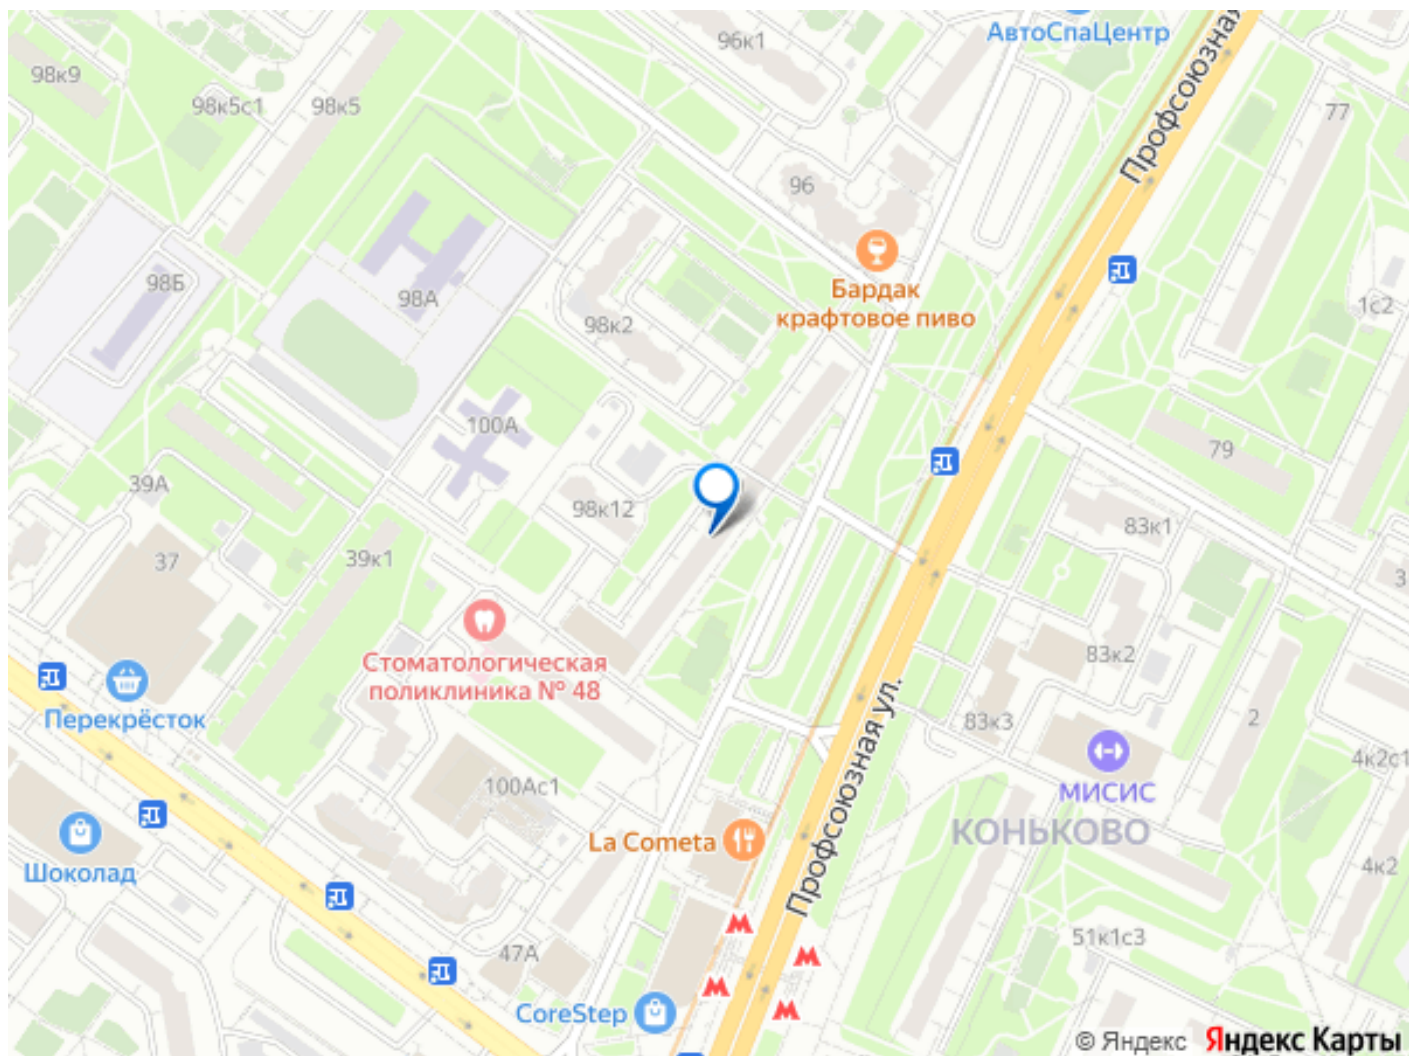 АвтоСпаЦентр
96к1
98к9
98к5с1
98к5
Профсоюзная
77
96
98Б
98А
Бардак
крафтовое пиво
1с2
98к2
100А
79
39А
98к12
83к1
37
39к1
3
Стоматологическая
поликлиника № 48
83к2
Перекрёсток
Профсоюзная ул.
83к3
2
4к2с1
100Ас1
МИСИС
КОНЬКОВО
La Cometa
Шоколад
4к2
51к1с3
47А
CoreStep
© Яндекс Яндекс Карты